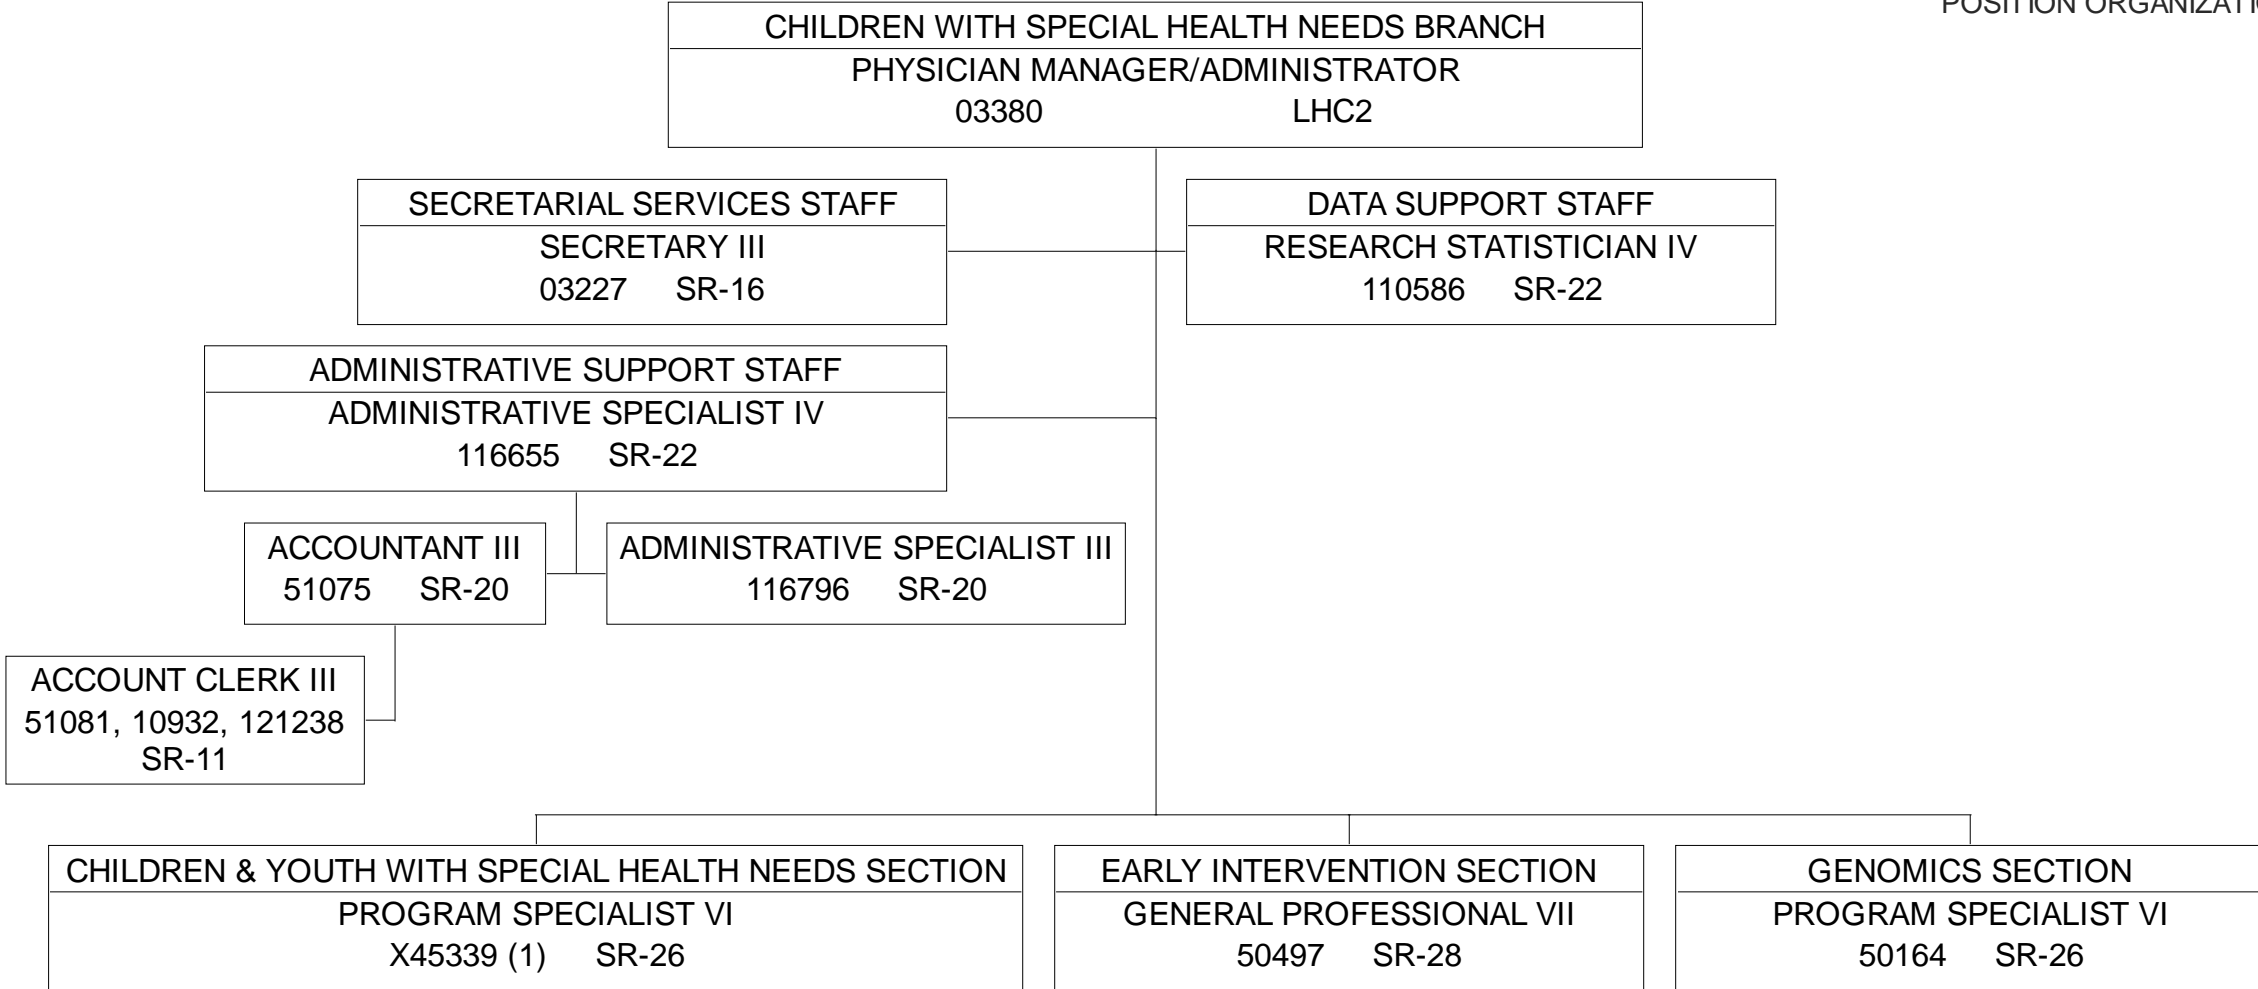 POSITION
CHILDREN WITH SPECIAL HEALTH NEEDS BRANCH
PHYSICIAN MANAGER/ADMINISTRATOR
03380 LHC2
SECRETARIAL SERVICES STAFF
SECRETARY III
03227 SR-16
DATA SUPPORT STAFF
RESEARCH STATISTICIAN IV
110586 SR-22
ADMINISTRATIVE SUPPORT STAFF
ADMINISTRATIVE SPECIALIST IV
116655 SR-22
ACCOUNTANT III
51075 SR-20
ADMINISTRATIVE SPECIALIST III
116796 SR-20
ACCOUNT CLERK III
51081, 10932, 121238
SR-11
CHILDREN & YOUTH WITH SPECIAL HEALTH NEEDS SECTION
PROGRAM SPECIALIST VI
X45339 (1) SR-26
EARLY INTERVENTION SECTION
GENERAL PROFESSIONAL VII
50497 SR-28
GENOMICS SECTION
PROGRAM SPECIALIST VI
50164 SR-26